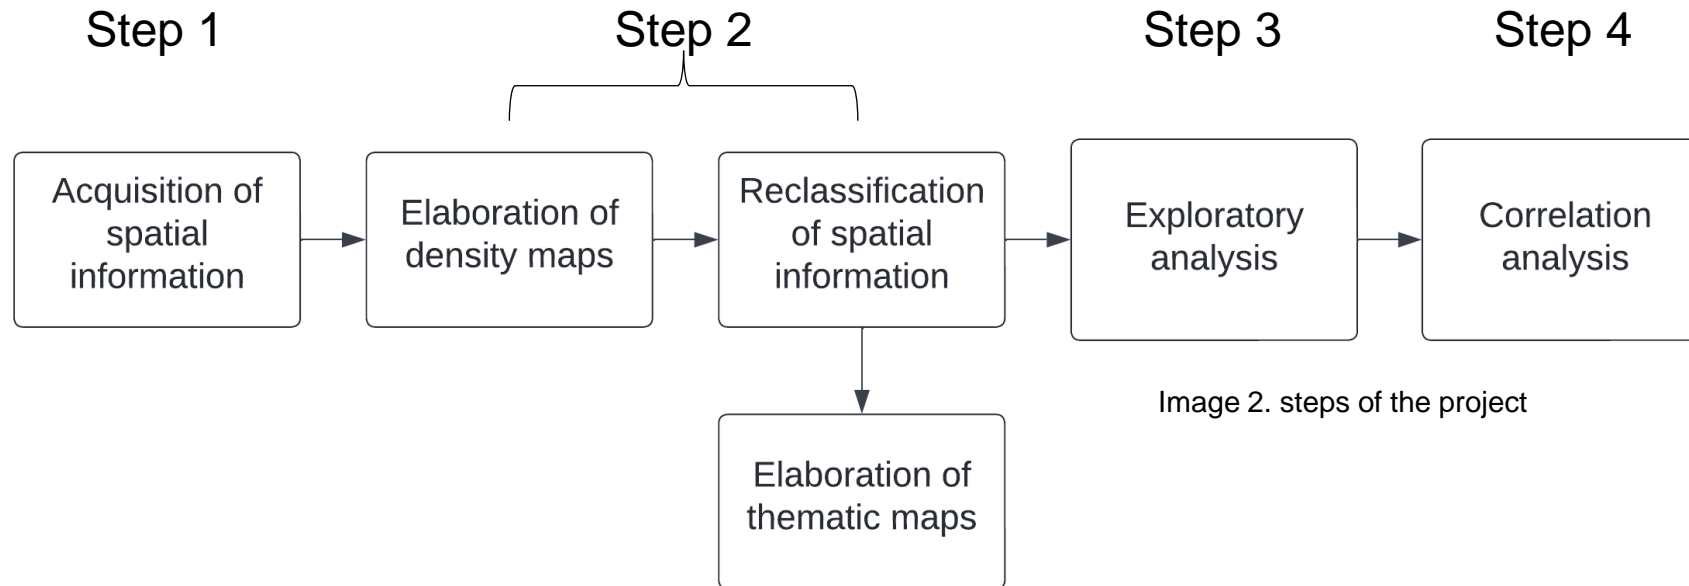 Step 1
Step 2
Step 3
Step 4
Acquisition of
spatial
information
Elaboration of
density maps
Reclassification
of spatial
information
Exploratory
analysis
Correlation
analysis
Image 2. steps of the project
Elaboration of
thematic maps